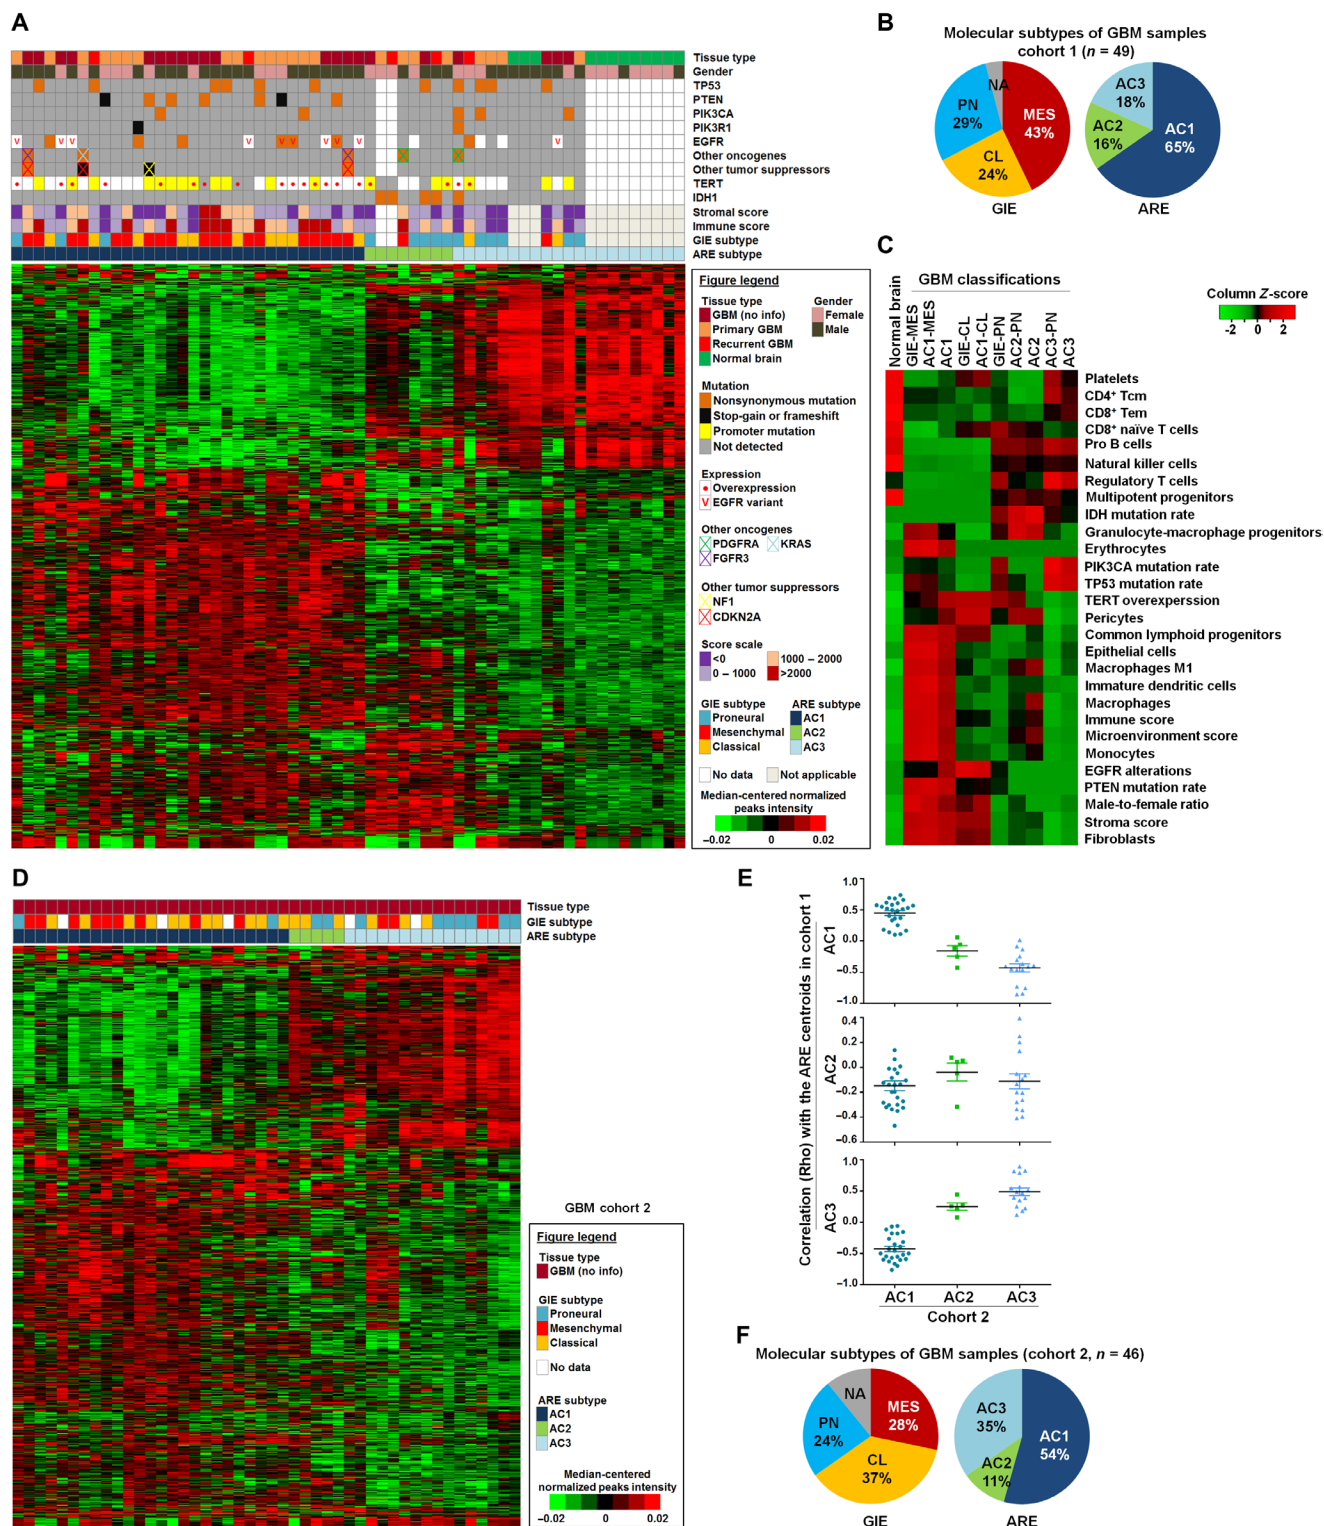 A
Tissue type
Gender
TP53
PTEN
PIK3CA
PIK3R1
EGFR
Other oncogenes
Other tumor suppressors
TERT
IDH1
Stromal score
Immune score
GIE subtype
ARE subtype
Figure legend
Tissue type
GBM (no info)
Primary GBM
Recurrent GBM
Normal brain
Gender
Female
Male
Mutation
Nonsynonymous mutation
Stop-gain or frameshift
Promoter mutation
Not detected
Expression
Overexpression
V EGFR variant
Other oncogenes
PDGFRA KRAS
FGFR3
Other tumor suppressors
NF1
CDKN2A
Score scale
<0 1000 – 2000
0 – 1000 >2000
GIE subtype
Proneural
Mesenchymal
Classical
ARE subtype
AC1
AC2
AC3
No data Not applicable
Median-centered normalized
peaks intensity
–0.02 0 0.02
B
Molecular subtypes of GBM samples
cohort 1 (n = 49)
NA
PN
29%
MES
43%
CL
24%
GIE
AC3
18%
AC2
16%
AC1
65%
ARE
C
GBM classifications
Column Z-score
-2 0 2
Normal brain
GIE-MES
AC1-MES
AC1
GIE-CL
AC1-CL
GIE-PN
AC2-PN
AC2
AC3-PN
AC3
Platelets
CD4+ Tcm
CD8+ Tem
CD8+ naïve T cells
Pro B cells
Natural killer cells
Regulatory T cells
Multipotent progenitors
IDH mutation rate
Granulocyte-macrophage progenitors
Erythrocytes
PIK3CA mutation rate
TP53 mutation rate
TERT overexperssion
Pericytes
Common lymphoid progenitors
Epithelial cells
Macrophages M1
Immature dendritic cells
Macrophages
Immune score
Microenvironment score
Monocytes
EGFR alterations
PTEN mutation rate
Male-to-female ratio
Stroma score
Fibroblasts
D
Tissue type
GIE subtype
ARE subtype
GBM cohort 2
Figure legend
Tissue type
GBM (no info)
GIE subtype
Proneural
Mesenchymal
Classical
No data
ARE subtype
AC1
AC2
AC3
Median-centered
normalized peaks intensity
–0.02 0 0.02
E
Correlation (Rho) with the ARE centroids in cohort 1
AC1
1.0
0.5
0.0
–0.5
–1.0
AC2
0.4
0.2
0.0
–0.2
–0.4
–0.6
AC3
1.0
0.5
0.0
–0.5
–1.0
AC1 AC2 AC3
Cohort 2
F
Molecular subtypes of GBM samples (cohort 2, n = 46)
NA
PN
24%
MES
28%
CL
37%
GIE
AC3
35%
AC2
11%
AC1
54%
ARE